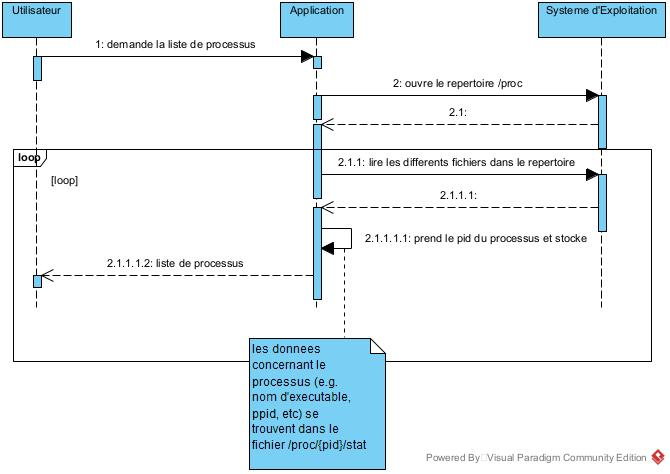 Utilisateur
Application
Systeme d'Exploitation
1: demande la liste de processus
2: ouvre le repertoire /proc
2.1:
loop
[loop]
2.1.1: lire les differents fichiers dans le repertoire
2.1.1.1:
2.1.1.1.1: prend le pid du processus et stocke
2.1.1.1.2: liste de processus
les donnees
concernant le
processus (e.g.
nom d'executable,
ppid, etc) se
trouvent dans le
fichier /proc/{pid}/stat
Powered By Visual Paradigm Community Edition